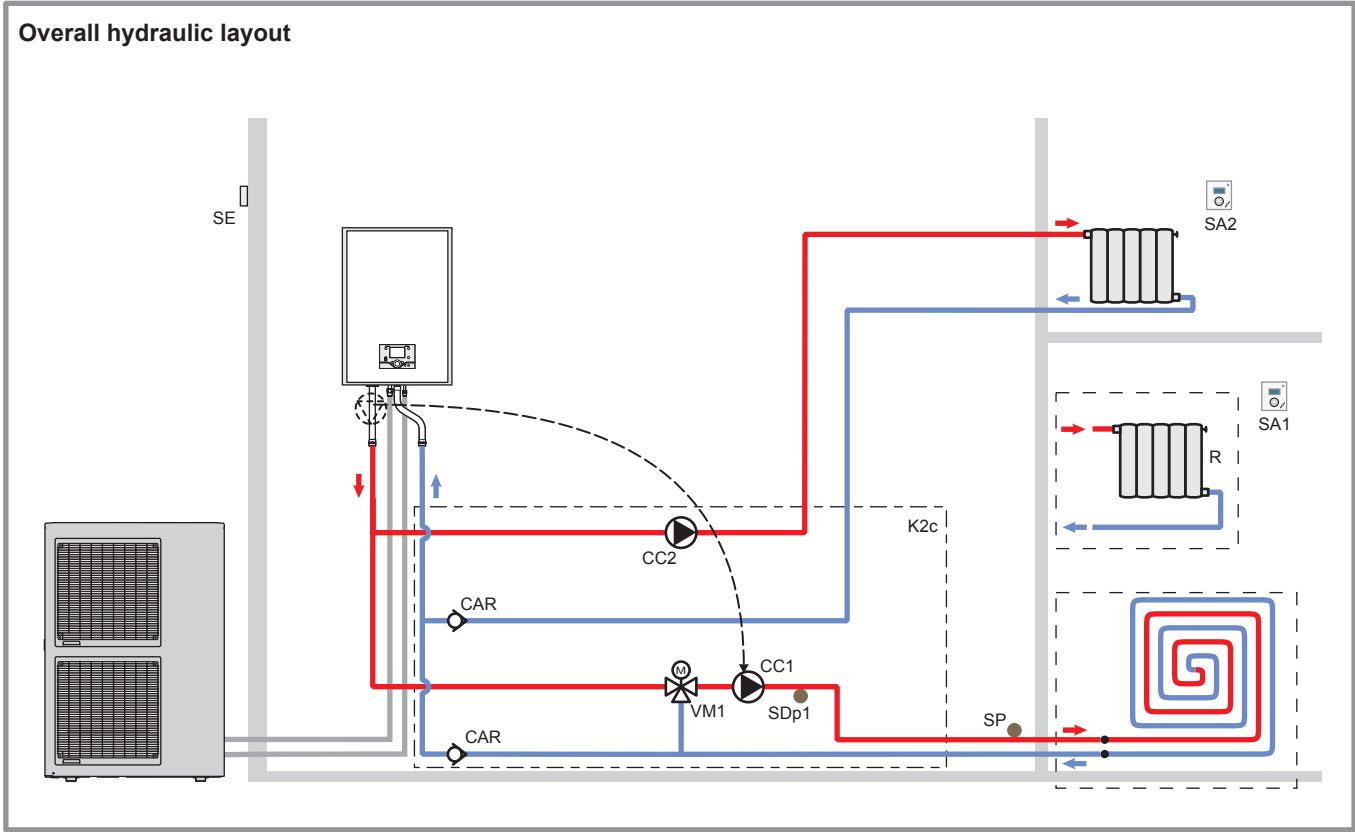 Overall hydraulic layout
SE
SA2
SA1
R
K2c
CC2
CAR
M
CC1
VM1
SDp1
SP
CAR